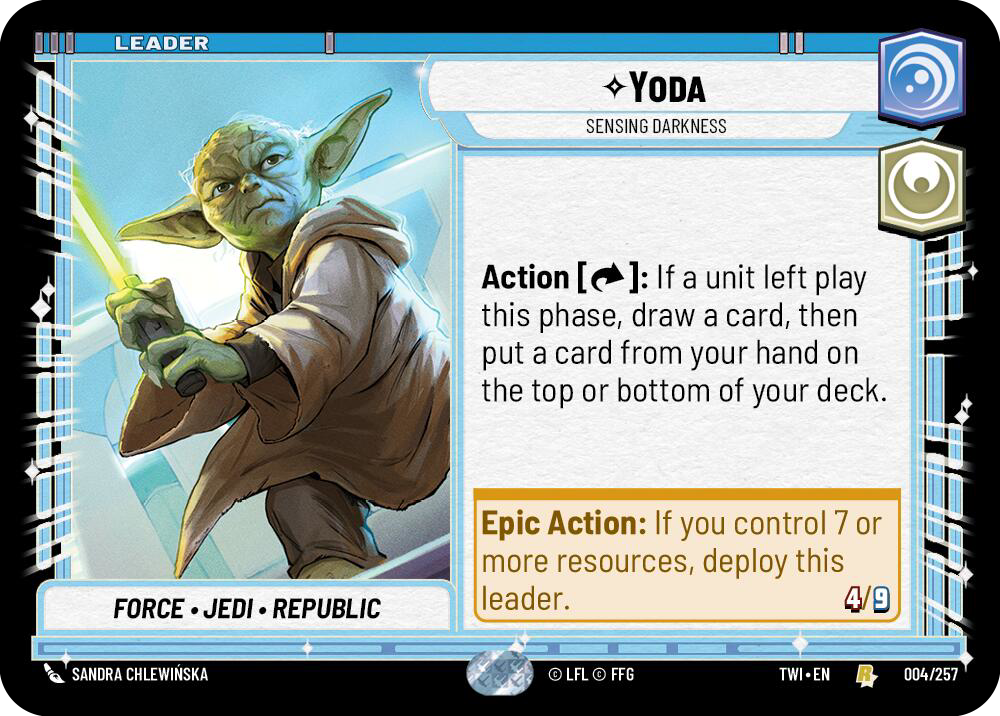 LEADER
YODA
SENSING DARKNESS
Action [ ]: If a unit left play
this phase, draw a card, then
put a card from your hand on
the top or bottom of your deck.
Epic Action: If you control 7 or
more resources, deploy this
leader.
4/9
FORCE • JEDI • REPUBLIC
SANDRA CHLEWIŃSKA
© LFL © FFG
TWI • EN
R
004/257